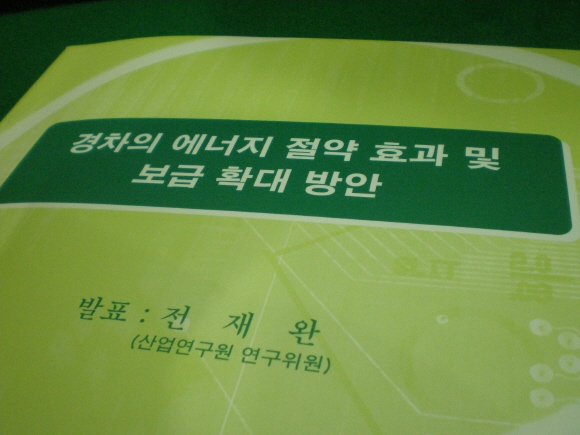 경차의 에너지 절약 효과 및
보급 확대 방안
발표 : 전 재 완
(산업연구원 연구위원)